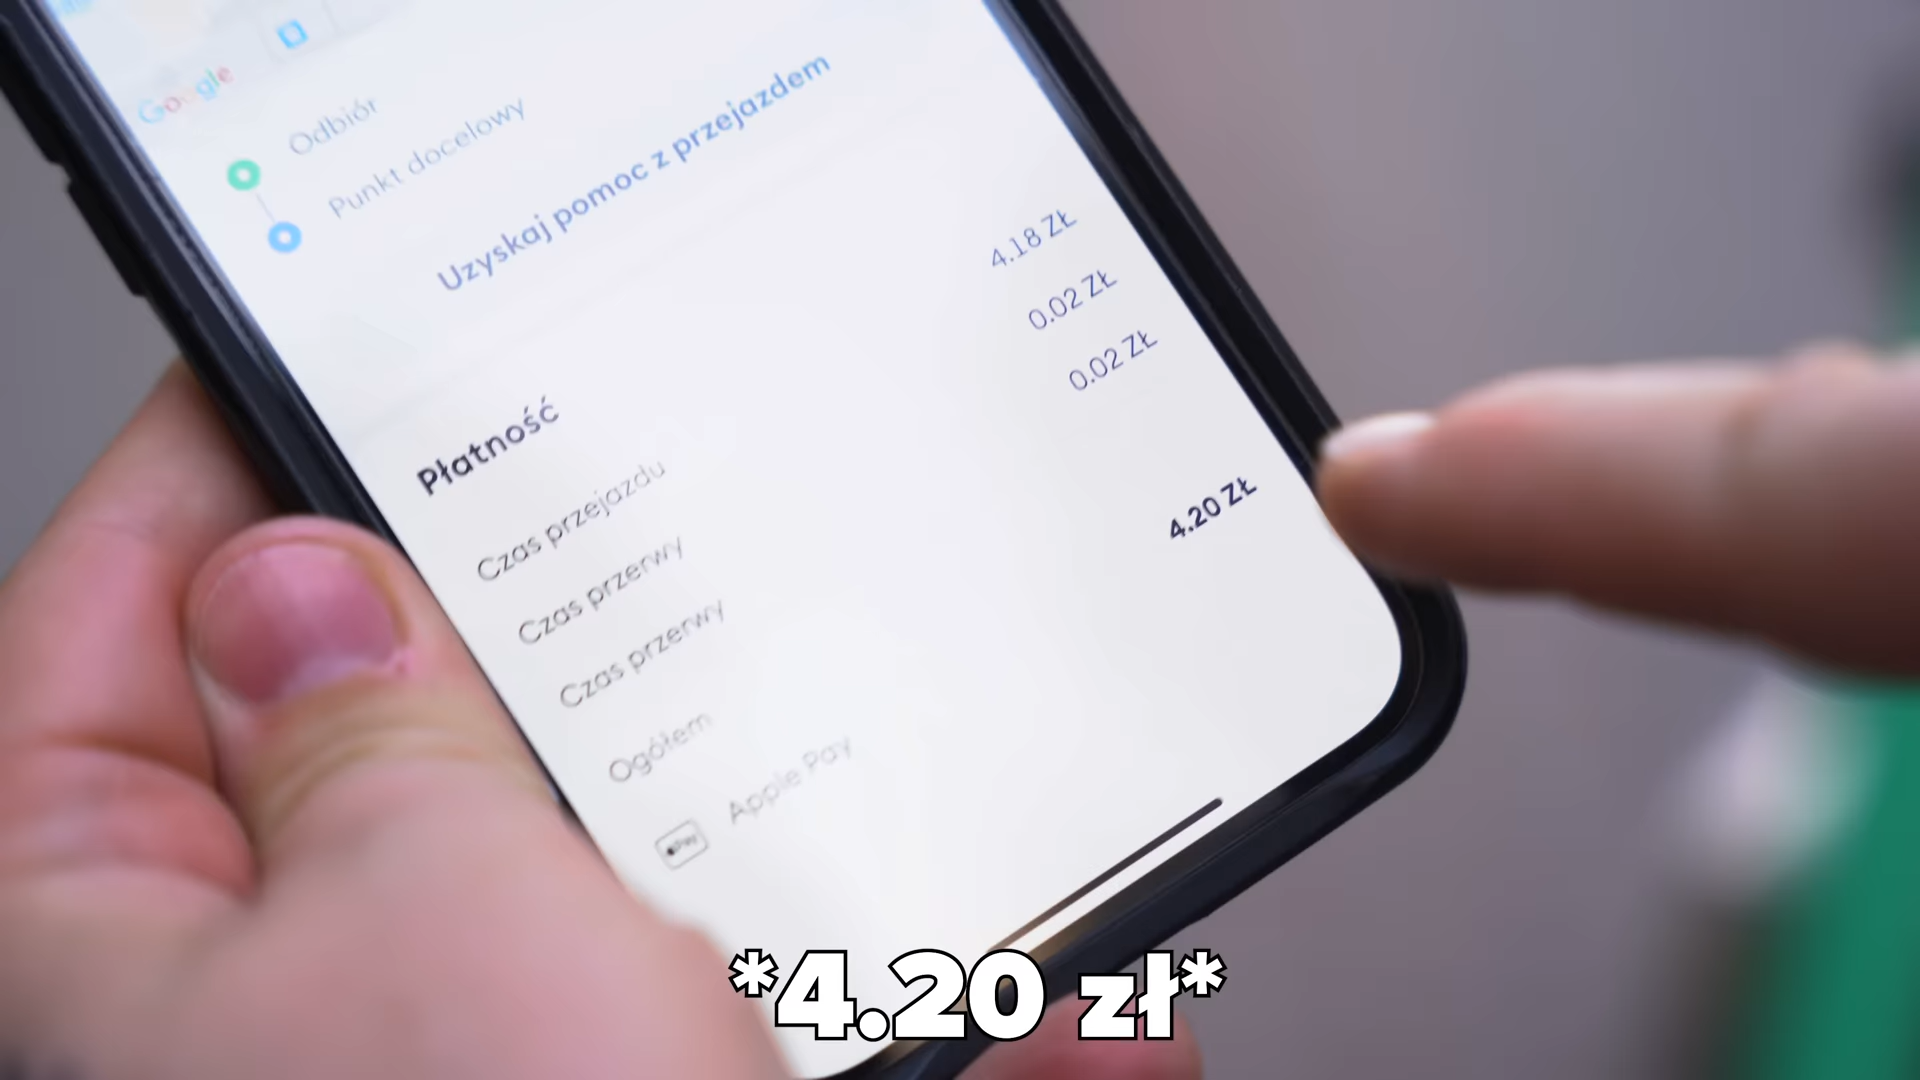 Google
Odbiór
Punkt docelowy
Uzyskaj pomoc z przejazdem
Płatność
Czas przejazdu 4.18 ZŁ
Czas przerwy 0.02 ZŁ
Czas przerwy 0.02 ZŁ
Ogółem 4.20 ZŁ
Pay Apple Pay
*4.20 zł*